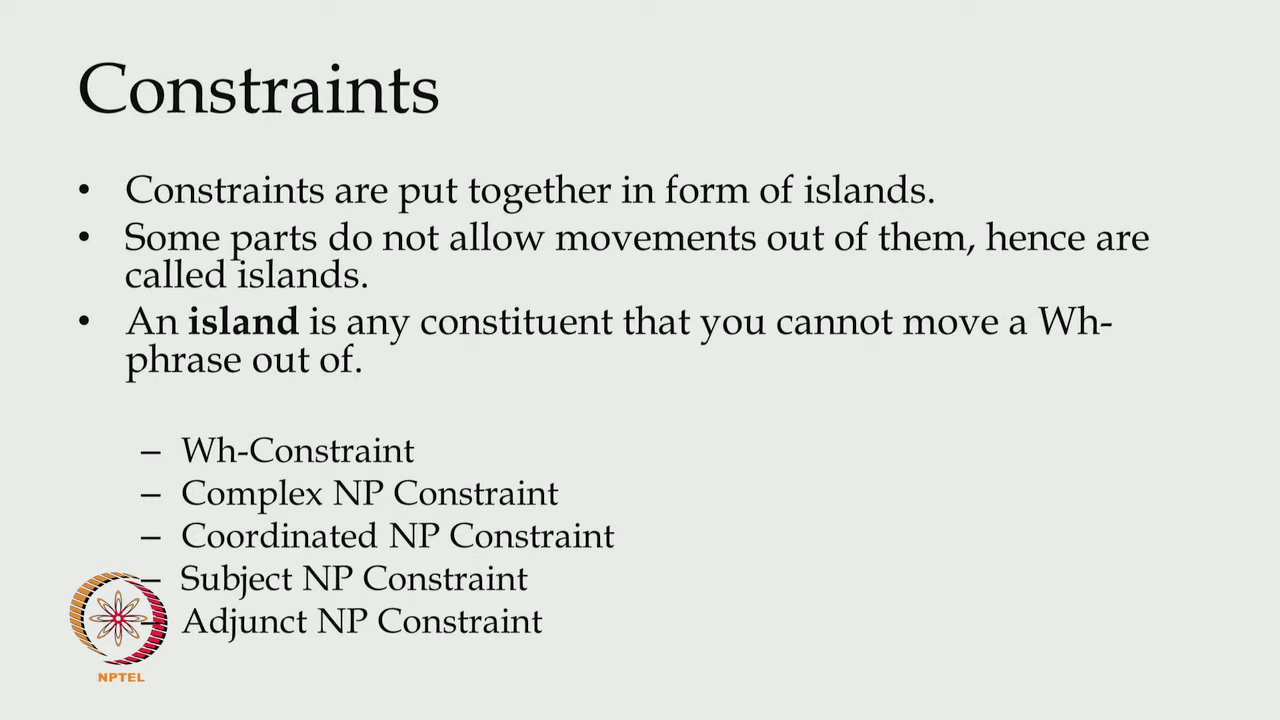 Constraints
• Constraints are put together in form of islands.
• Some parts do not allow movements out of them, hence are
called islands.
• An island is any constituent that you cannot move a Wh-
phrase out of.
– Wh-Constraint
– Complex NP Constraint
– Coordinated NP Constraint
– Subject NP Constraint
– Adjunct NP Constraint
NPTEL